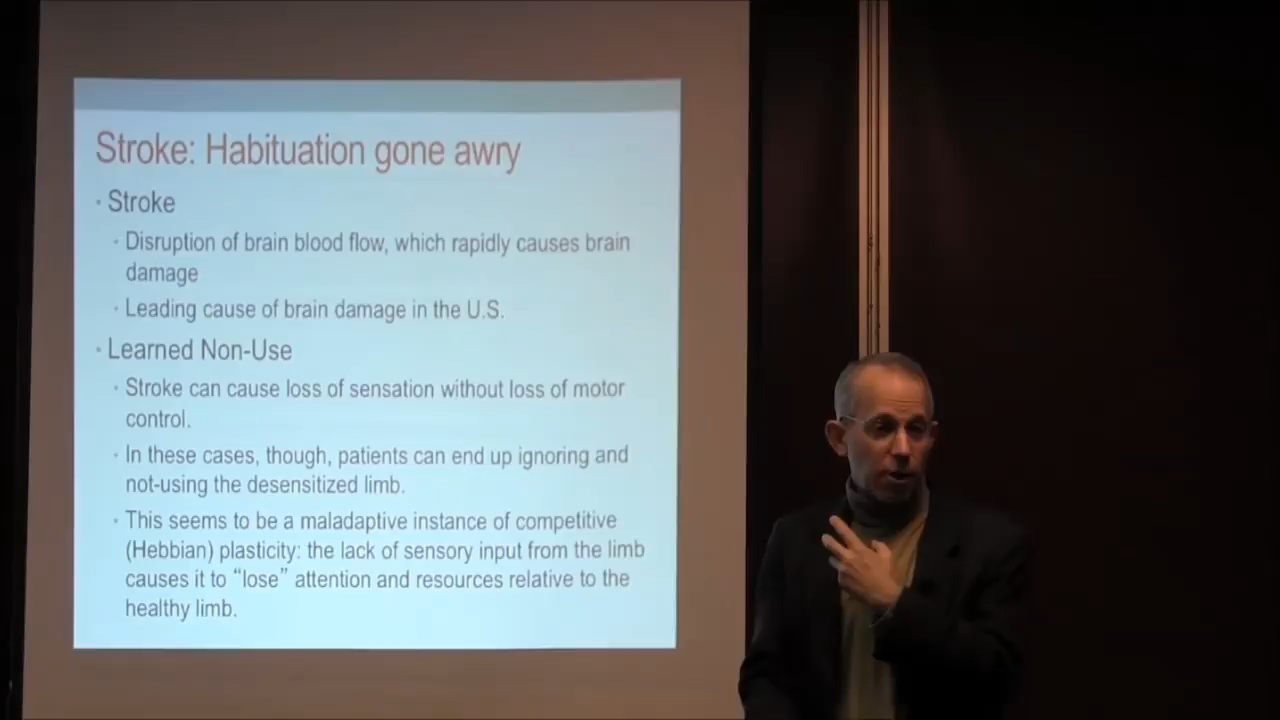 Stroke: Habituation gone awry
• Stroke
• Disruption of brain blood flow, which rapidly causes brain
damage
• Leading cause of brain damage in the U.S.
• Learned Non-Use
• Stroke can cause loss of sensation without loss of motor
control.
• In these cases, though, patients can end up ignoring and
not-using the desensitized limb.
• This seems to be a maladaptive instance of competitive
(Hebbian) plasticity: the lack of sensory input from the limb
causes it to “lose” attention and resources relative to the
healthy limb.